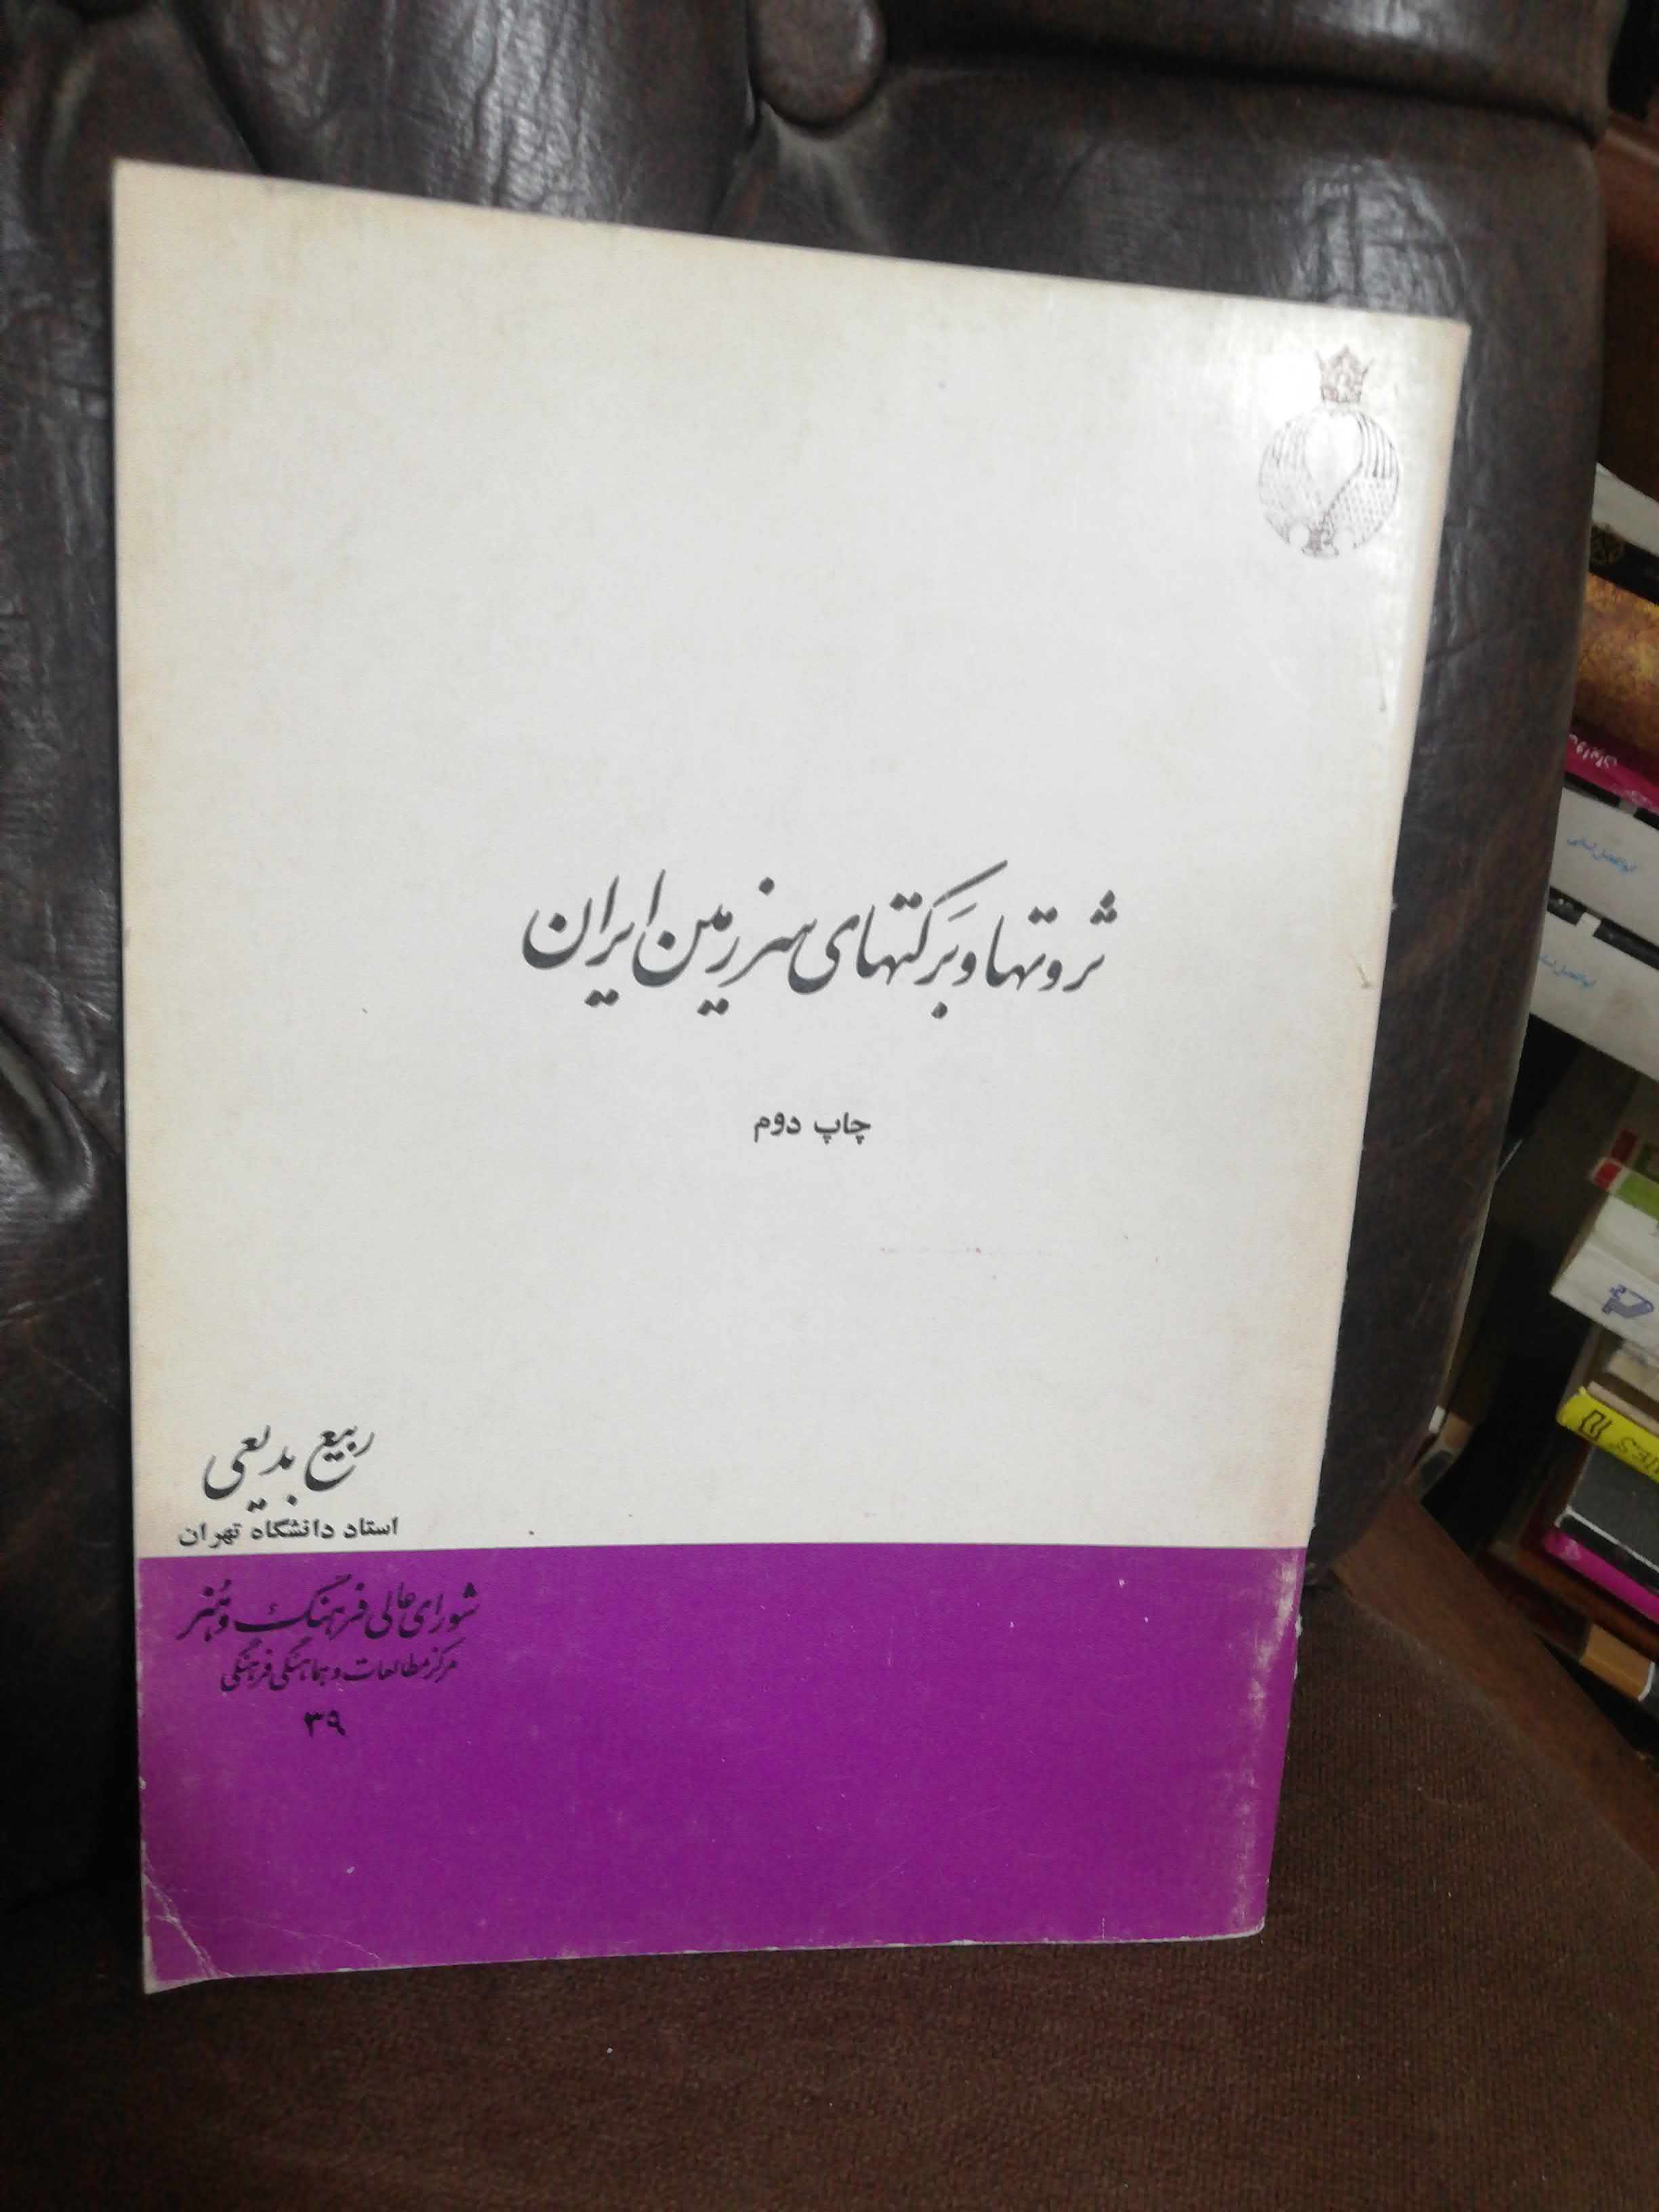 ثروتها و برکتهای سرزمین ایران
چاپ دوم
ربیع بدیعی
استاد دانشگاه تهران
شورای عالی فرهنگ و هنر
مرکز مطالعات و هماهنگی فرهنگی
۳۹